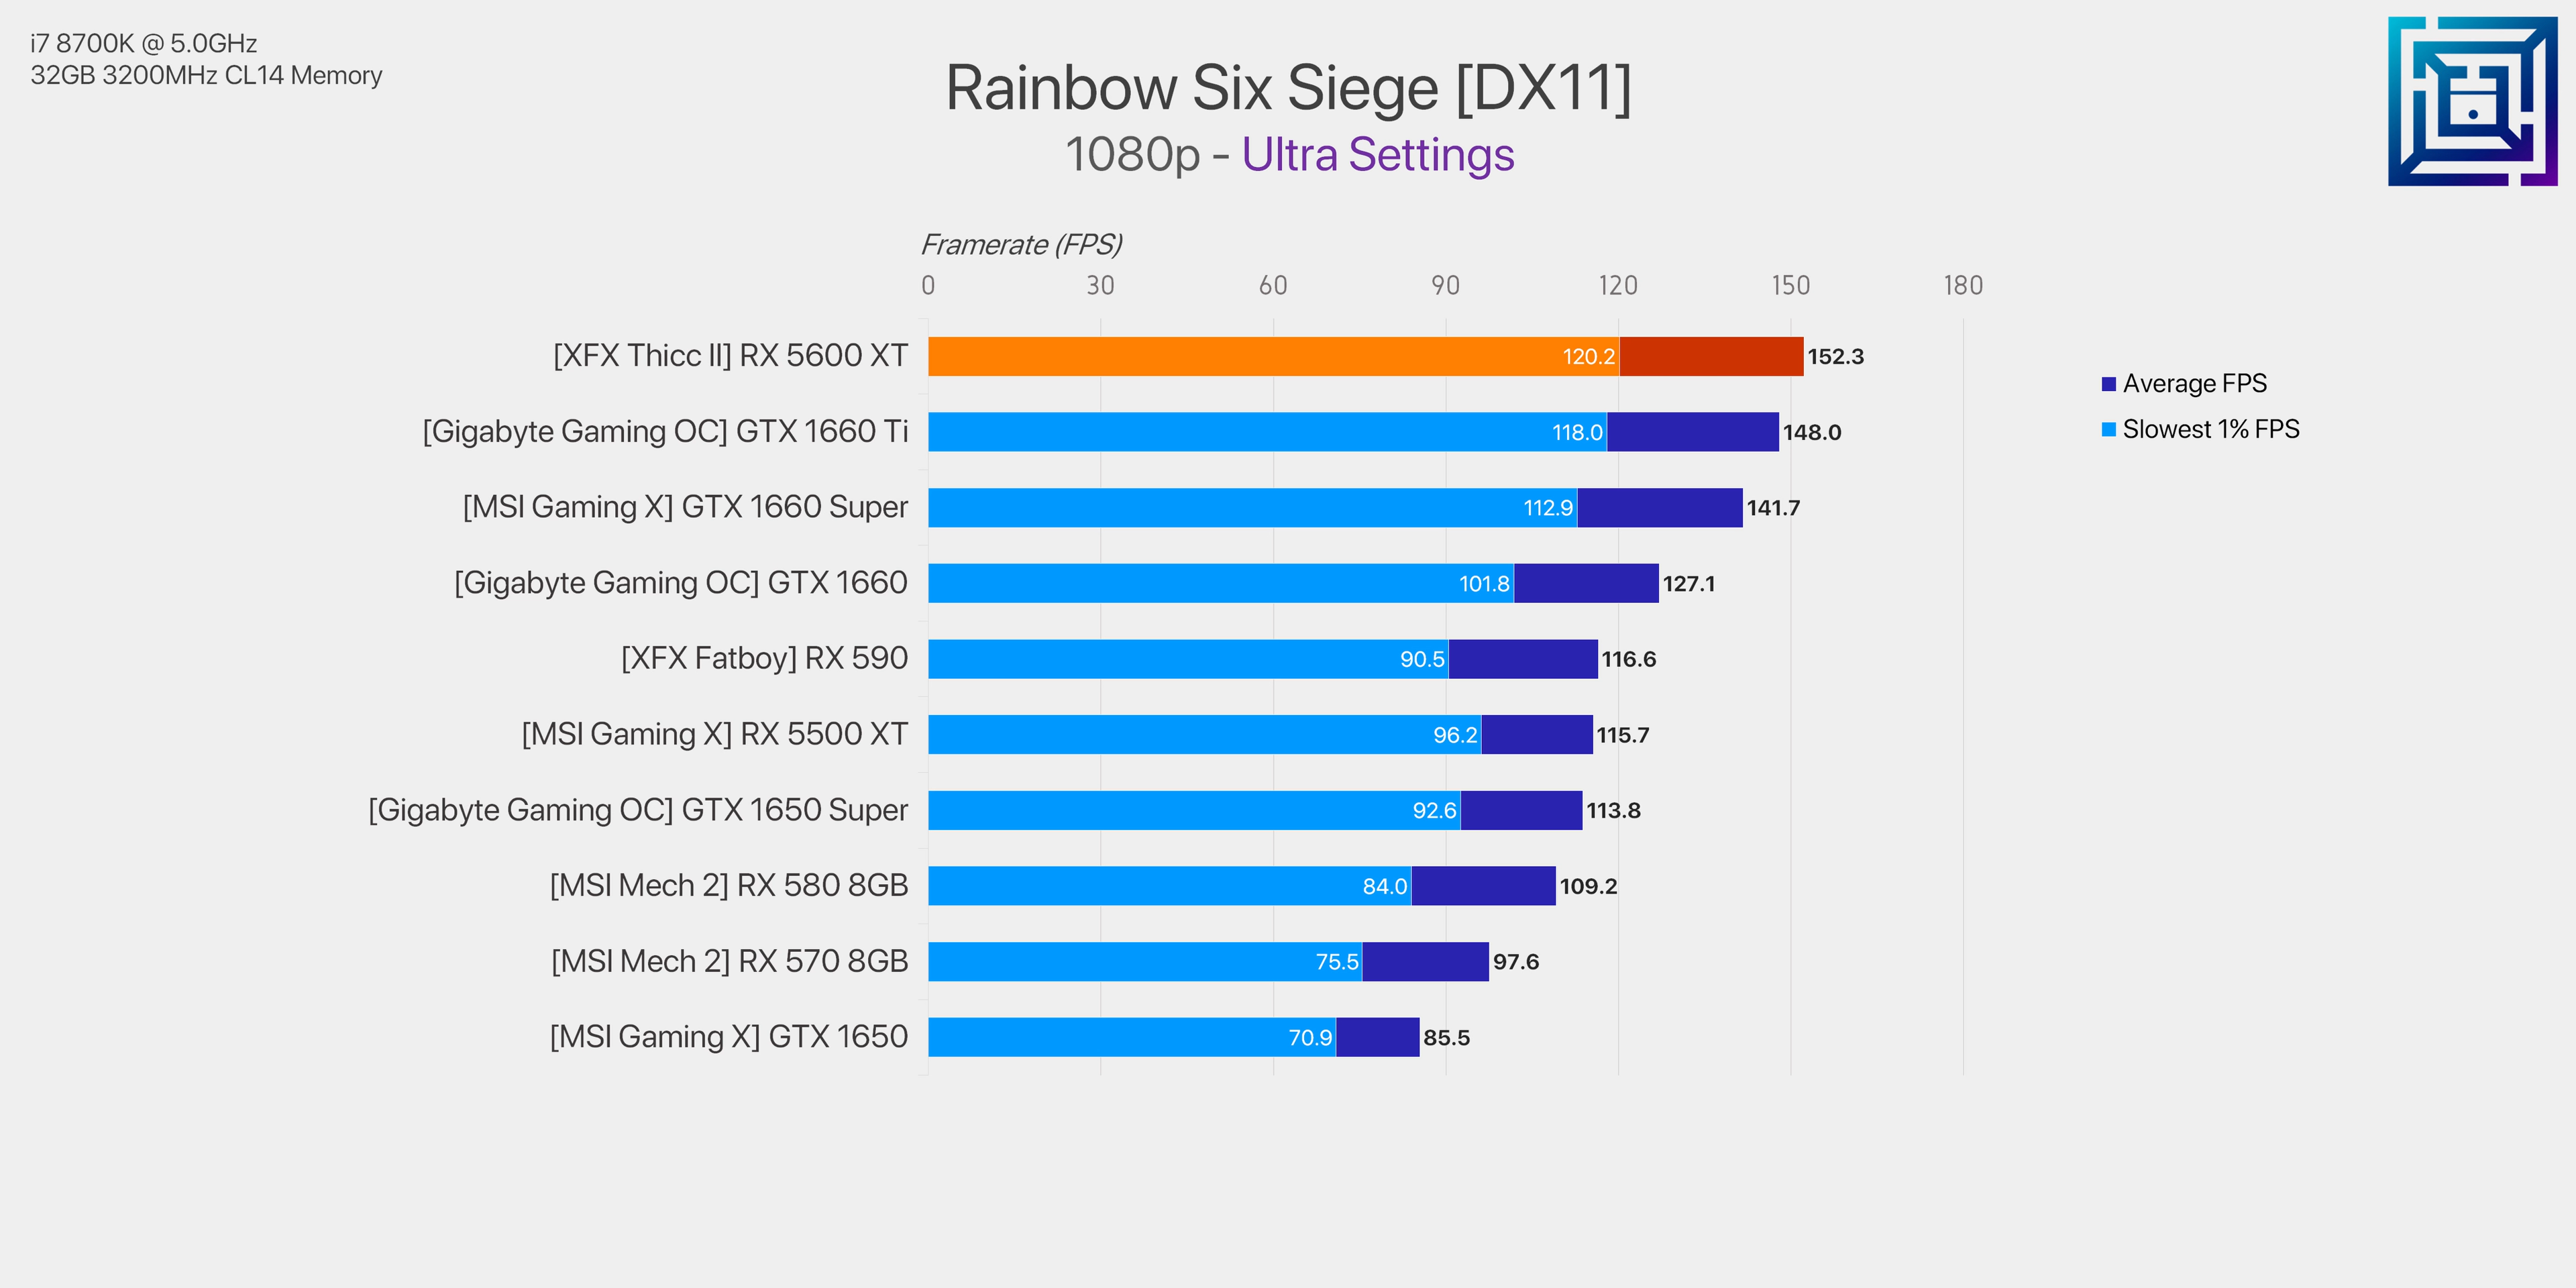 i7 8700K @ 5.0GHz
32GB 3200MHz CL14 Memory
Rainbow Six Siege [DX11]
1080p - Ultra Settings
Framerate (FPS)
0 30 60 90 120 150 180
[XFX Thicc II] RX 5600 XT 120.2 152.3
[Gigabyte Gaming OC] GTX 1660 Ti 118.0 148.0
[MSI Gaming X] GTX 1660 Super 112.9 141.7
[Gigabyte Gaming OC] GTX 1660 101.8 127.1
[XFX Fatboy] RX 590 90.5 116.6
[MSI Gaming X] RX 5500 XT 96.2 115.7
[Gigabyte Gaming OC] GTX 1650 Super 92.6 113.8
[MSI Mech 2] RX 580 8GB 84.0 109.2
[MSI Mech 2] RX 570 8GB 75.5 97.6
[MSI Gaming X] GTX 1650 70.9 85.5
Average FPS
Slowest 1% FPS